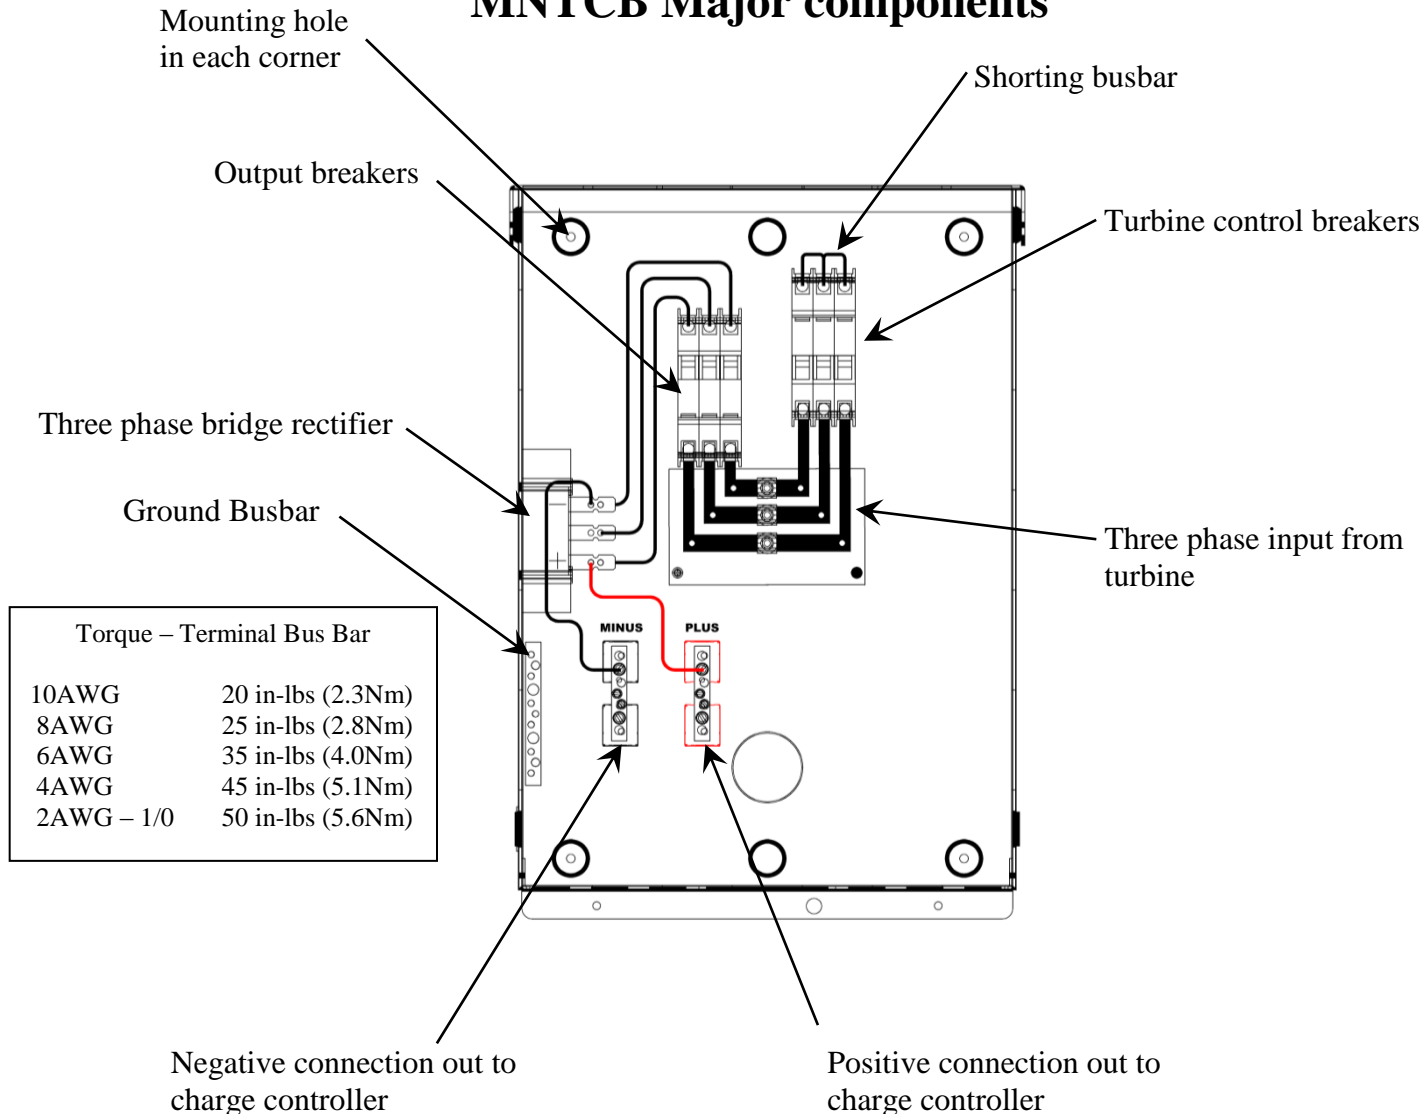 MNTCB Major components
Mounting hole
in each corner
Shorting busbar
Output breakers
Turbine control breakers
Three phase bridge rectifier
Ground Busbar
Three phase input from
turbine
Torque – Terminal Bus Bar
10AWG 20 in-lbs (2.3Nm)
8AWG 25 in-lbs (2.8Nm)
6AWG 35 in-lbs (4.0Nm)
4AWG 45 in-lbs (5.1Nm)
2AWG – 1/0 50 in-lbs (5.6Nm)
−
+
MINUS PLUS
Negative connection out to
charge controller
Positive connection out to
charge controller